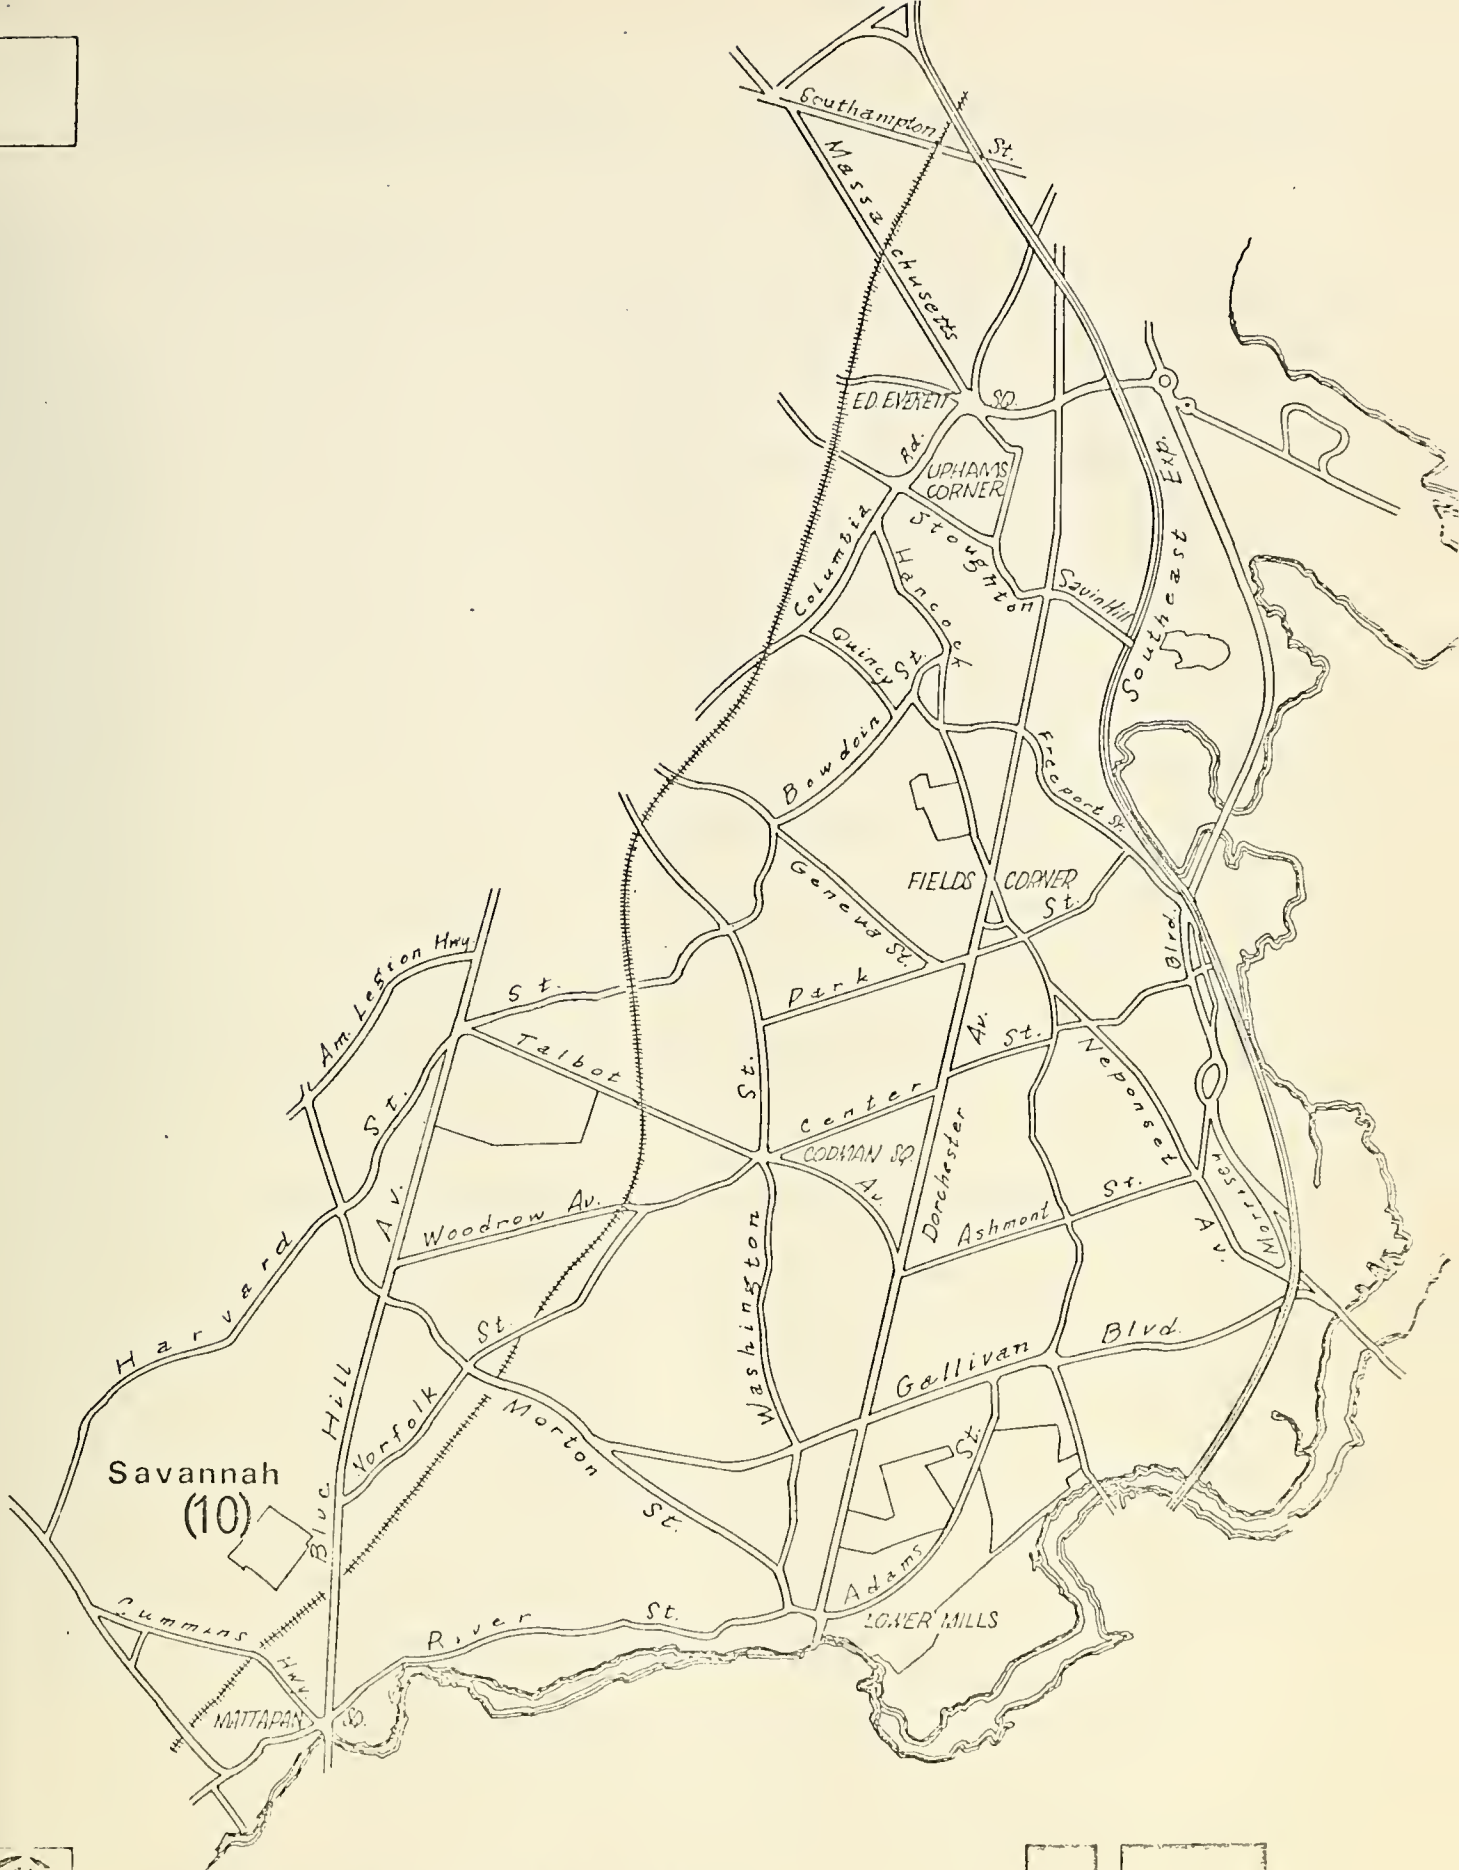 Southampton St.
Massachusetts
ED. EVERETT SQ.
Rd.
UPHAMS
CORNER
Southeast Exp.
Columbia
Stoughton
Hancock
Savin Hill
Quincy St.
Bowdoin
Freeport St.
Geneva St.
FIELDS CORNER
St.
Blvd.
Am. Legion Hwy.
St.
Park
Talbot
St.
Av.
St.
Neponset
Center
St.
CODMAN SQ.
Av.
Dorchester
Morrissey
Av.
Woodrow Av.
Ashmont St.
Av.
Harvard
Washington
St.
Gallivan Blvd.
Blue Hill
Norfolk
Morton
St.
St.
Savannah
(10)
Adams
Cummins
Hwy.
River St.
LOWER MILLS
MATTAPAN SQ.